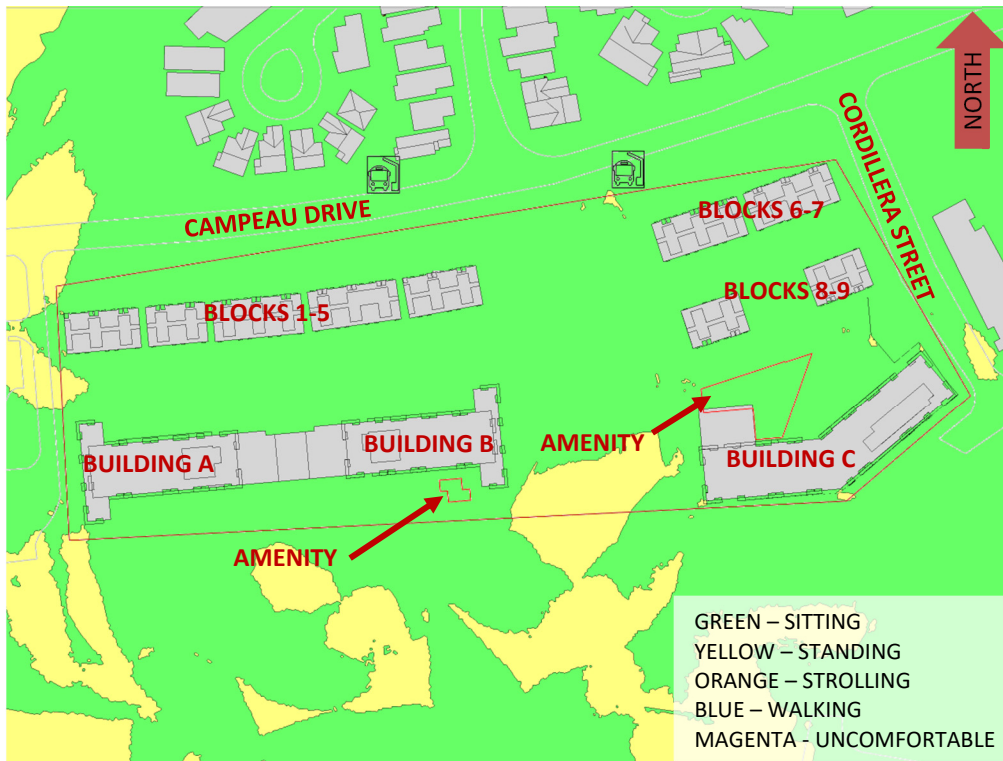 NORTH
CORDILLERA STREET
CAMPEAU DRIVE
BLOCKS 6-7
BLOCKS 8-9
BLOCKS 1-5
AMENITY
BUILDING A
BUILDING B
BUILDING C
AMENITY
GREEN – SITTING
YELLOW – STANDING
ORANGE – STROLLING
BLUE – WALKING
MAGENTA - UNCOMFORTABLE